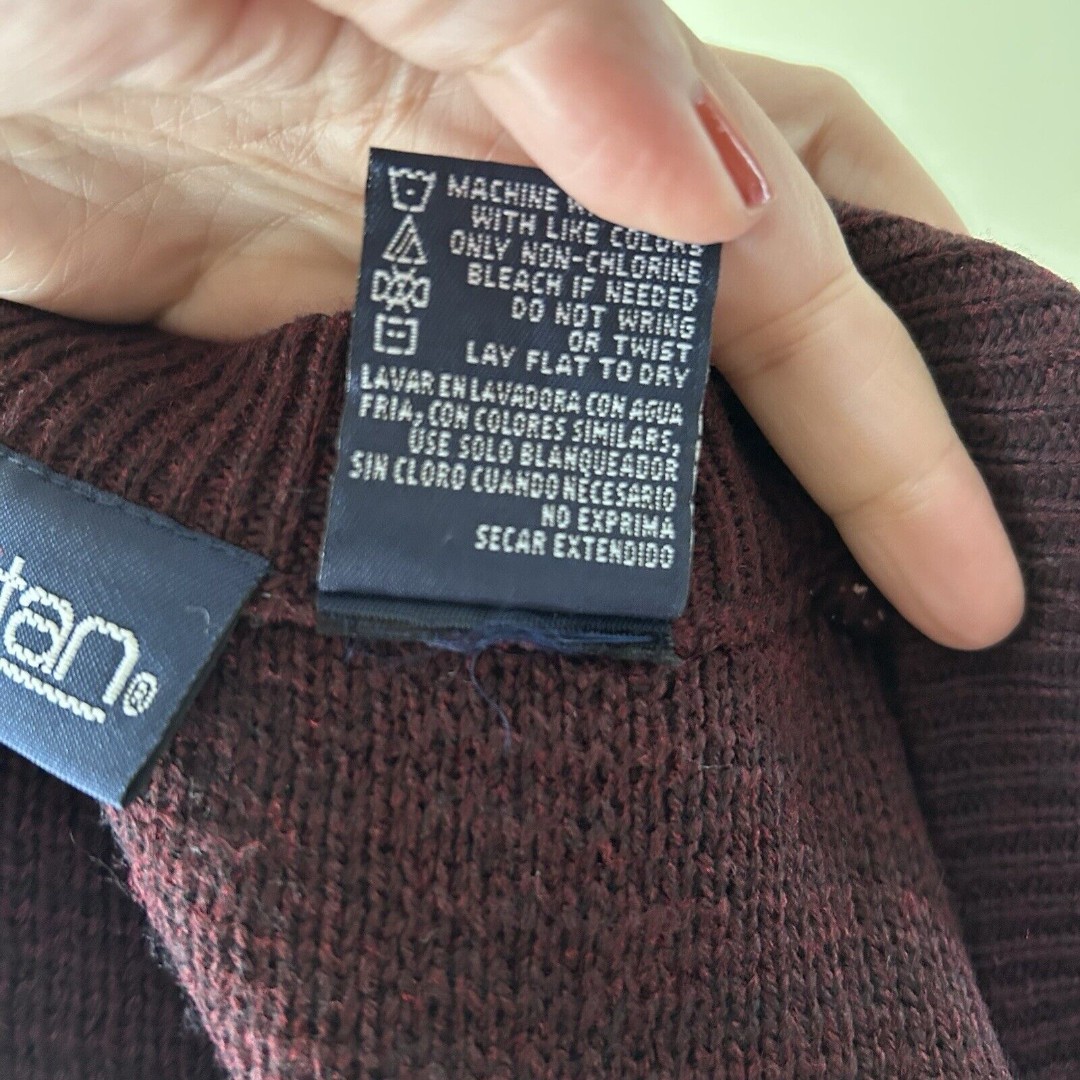 MACHINE
WITH LIKE COLORS
ONLY NON-CHLORINE
BLEACH IF NEEDED
DO NOT WRING
OR TWIST
LAY FLAT TO DRY
LAVAR EN LAVADORA CON AGUA
FRIA, CON COLORES SIMILARS,
USE SOLO BLANQUEADOR
SIN CLORO CUANDO NECESARIO
NO EXPRIMA
SECAR EXTENDIDO
tan®